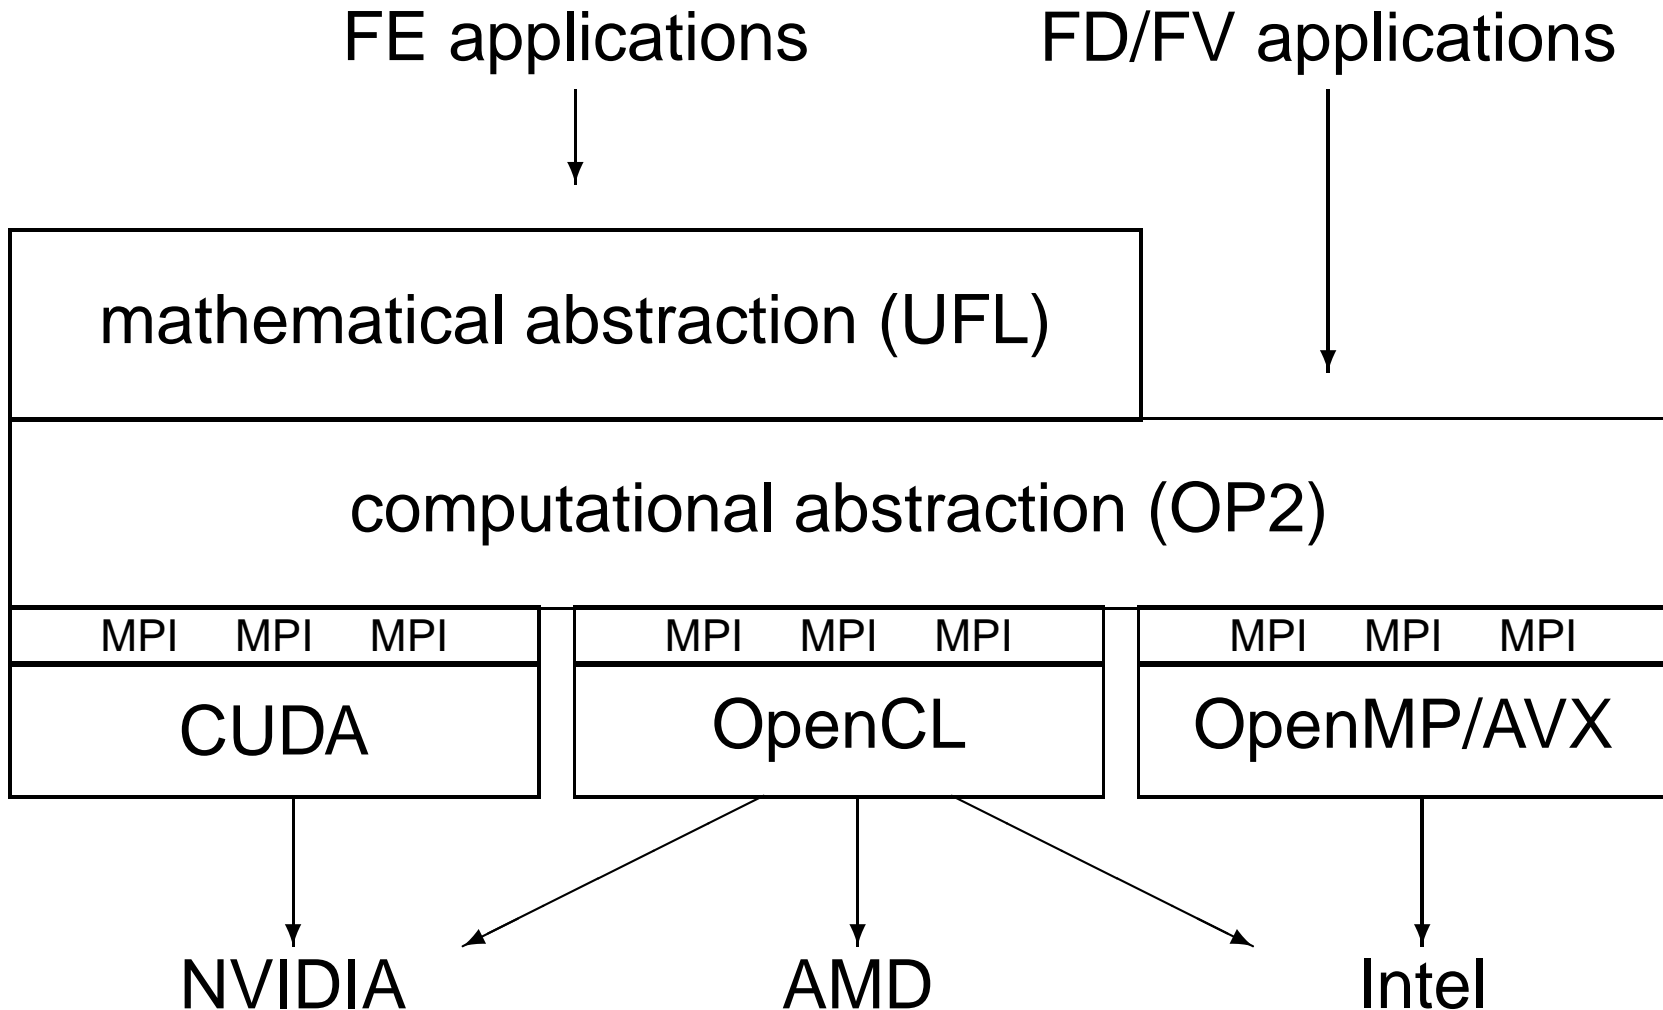 FE applications FD/FV applications
mathematical abstraction (UFL)
computational abstraction (OP2)
MPI MPI MPI MPI MPI MPI MPI MPI MPI
CUDA OpenCL OpenMP/AVX
NVIDIA AMD Intel